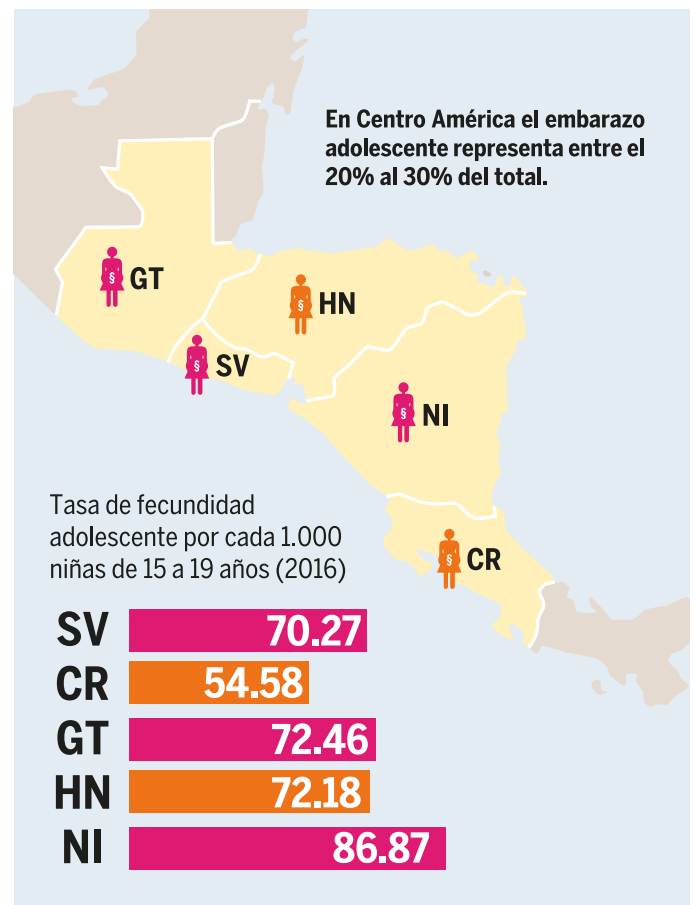 En Centro América el embarazo
adolescente representa entre el
20% al 30% del total.
§ GT
§ HN
§ SV
§ NI
§ CR
Tasa de fecundidad
adolescente por cada 1.000
niñas de 15 a 19 años (2016)
SV 70.27
CR 54.58
GT 72.46
HN 72.18
NI 86.87